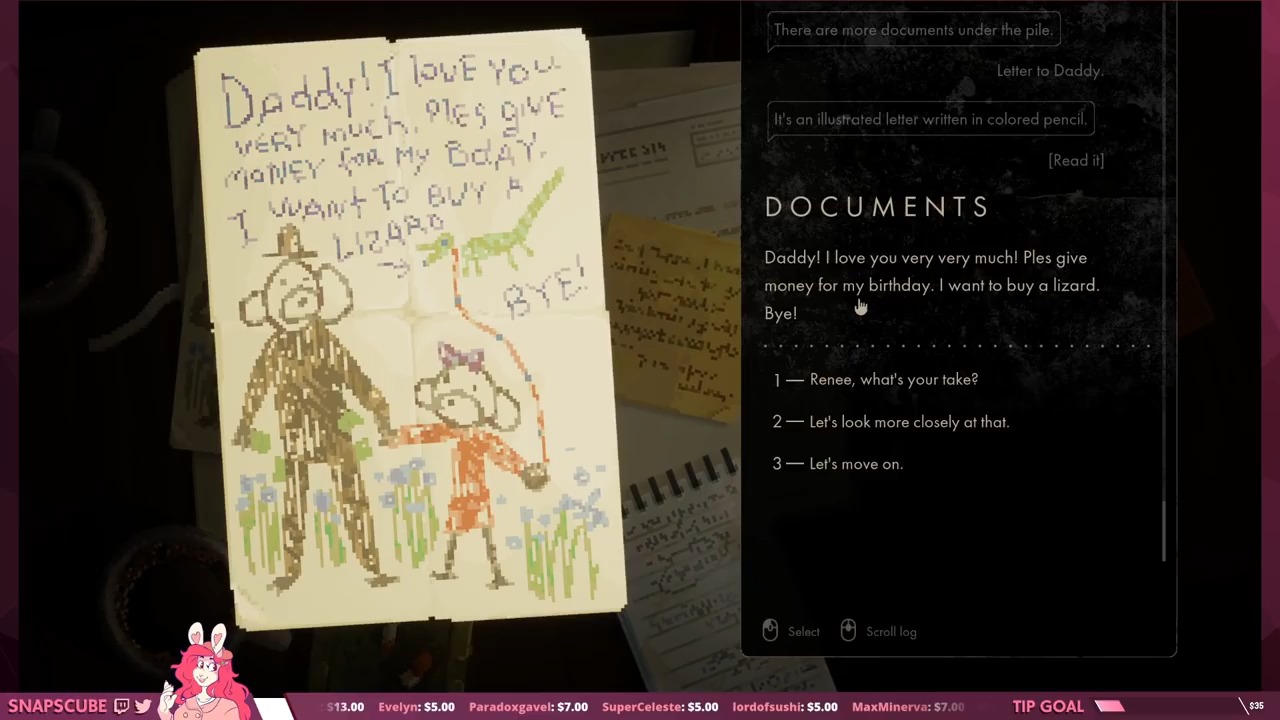 Daddy! I lovE You
VERY much. PlEs gIvE
MoNEY foR My BDAY.
I WANT To BUY A
LIZARD
BYE!
There are more documents under the pile.
Letter to Daddy.
It's an illustrated letter written in colored pencil.
[Read it]
DOCUMENTS
Daddy! I love you very very much! Ples give
money for my birthday. I want to buy a lizard.
Bye!
1 — Renee, what's your take?
2 — Let's look more closely at that.
3 — Let's move on.
Select
Scroll log
SNAPSCUBE
$13.00 Evelyn: $5.00 Paradoxgavel: $7.00 SuperCeleste: $5.00 lordofsushi: $5.00 MaxMinerva: $7.00
TIP GOAL
$35